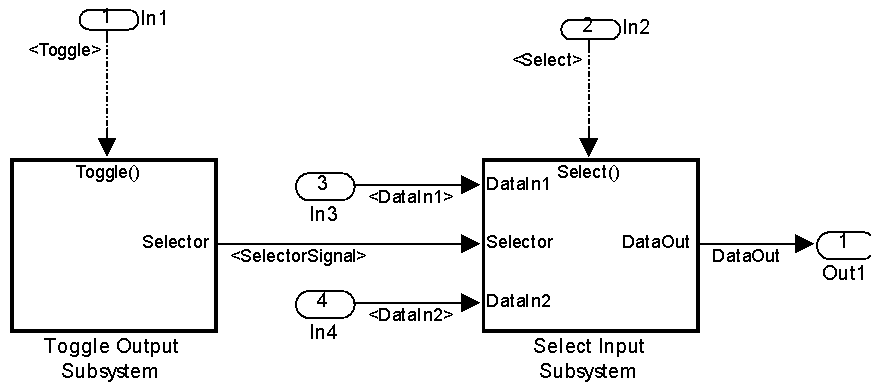 1
In1
<Toggle>
2
In2
<Select>
Toggle()
Selector
<SelectorSignal>
Toggle Output
Subsystem
3
In3
<DataIn1>
4
In4
<DataIn2>
Select()
DataIn1
Selector
DataIn2
DataOut
Select Input
Subsystem
DataOut
1
Out1